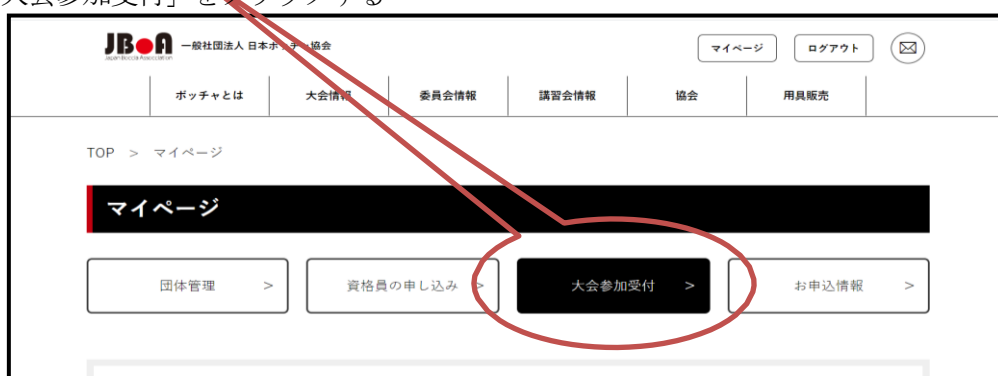 大会参加受付」をクリックする
JBoA 一般社団法人 日本ボッチャ協会 マイページ ログアウト
Japan Boccia Association
ボッチャとは 大会情報 委員会情報 講習会情報 協会 用具販売
TOP > マイページ
マイページ
団体管理 > 資格員の申し込み > 大会参加受付 > お申込情報 >